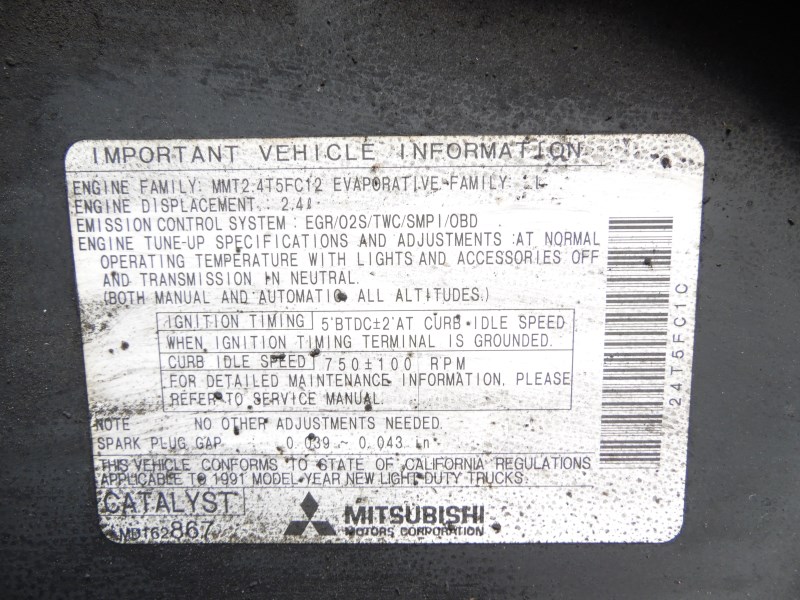 IMPORTANT VEHICLE INFORMATION
ENGINE FAMILY: MMT2.4T5FC12 EVAPORATIVE FAMILY:
ENGINE DISPLACEMENT: 2.4ℓ
EMISSION CONTROL SYSTEM : EGR/O2S/TWC/SMPI/OBD
ENGINE TUNE-UP SPECIFICATIONS AND ADJUSTMENTS :AT NORMAL
OPERATING TEMPERATURE WITH LIGHTS AND ACCESSORIES OFF
AND TRANSMISSION IN NEUTRAL.
(BOTH MANUAL AND AUTOMATIC ALL ALTITUDES.)
IGNITION TIMING 5°BTDC±2°AT CURB IDLE SPEED
WHEN IGNITION TIMING TERMINAL IS GROUNDED.
CURB IDLE SPEED 750±100 RPM
FOR DETAILED MAINTENANCE INFORMATION, PLEASE
REFER TO SERVICE MANUAL.
NOTE NO OTHER ADJUSTMENTS NEEDED.
SPARK PLUG GAP 0.039 ~ 0.043 in
THIS VEHICLE CONFORMS TO STATE OF CALIFORNIA REGULATIONS
APPLICABLE TO 1991 MODEL-YEAR NEW LIGHT-DUTY TRUCKS.
CATALYST
MD162867
MITSUBISHI
MOTORS CORPORATION
24T5FC1C